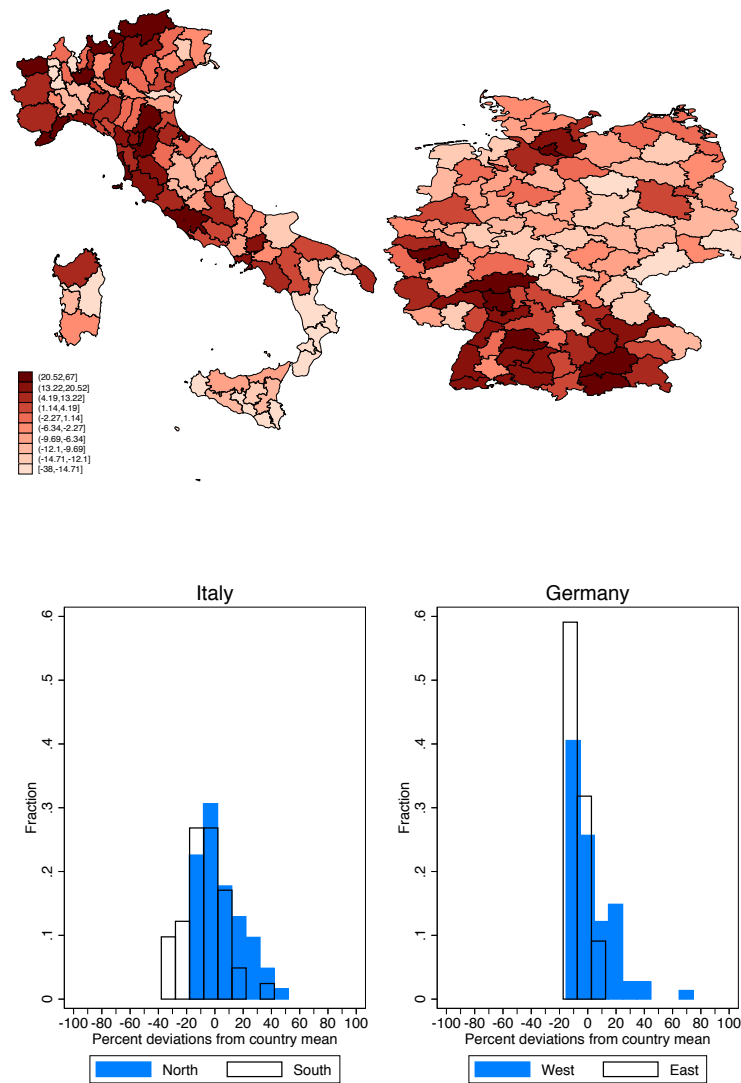 (20.52,67]
(13.22,20.52]
(4.19,13.22]
(1.14,4.19]
(-2.27,1.14]
(-6.34,-2.27]
(-9.69,-6.34]
(-12.1,-9.69]
(-14.71,-12.1]
[-38,-14.71]
Italy
Fraction
0 .1 .2 .3 .4 .5 .6
-100 -80 -60 -40 -20 0 20 40 60 80 100
Percent deviations from country mean
North South
Germany
Fraction
0 .1 .2 .3 .4 .5 .6
-100 -80 -60 -40 -20 0 20 40 60 80 100
Percent deviations from country mean
West East